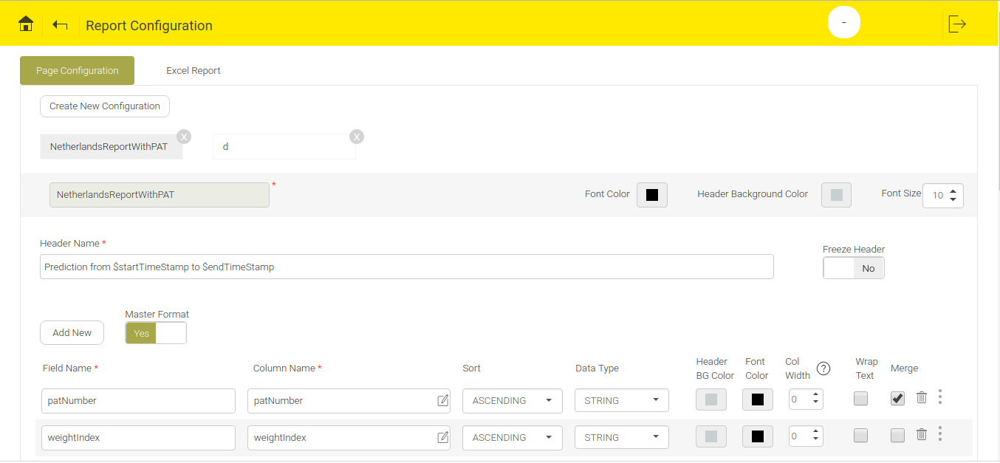 Report Configuration
-
Page Configuration
Excel Report
Create New Configuration
NetherlandsReportWithPAT
X
d
X
NetherlandsReportWithPAT
*
Font Color
Header Background Color
Font Size
10
Header Name *
Freeze Header
Prediction from $startTimeStamp to $endTimeStamp
No
Master Format
Add New
Yes
Field Name *
Column Name *
Sort
Data Type
Header
BG Color
Font
Color
Col
Width
?
Wrap
Text
Merge
patNumber
patNumber
ASCENDING
STRING
0
weightIndex
weightIndex
ASCENDING
STRING
0